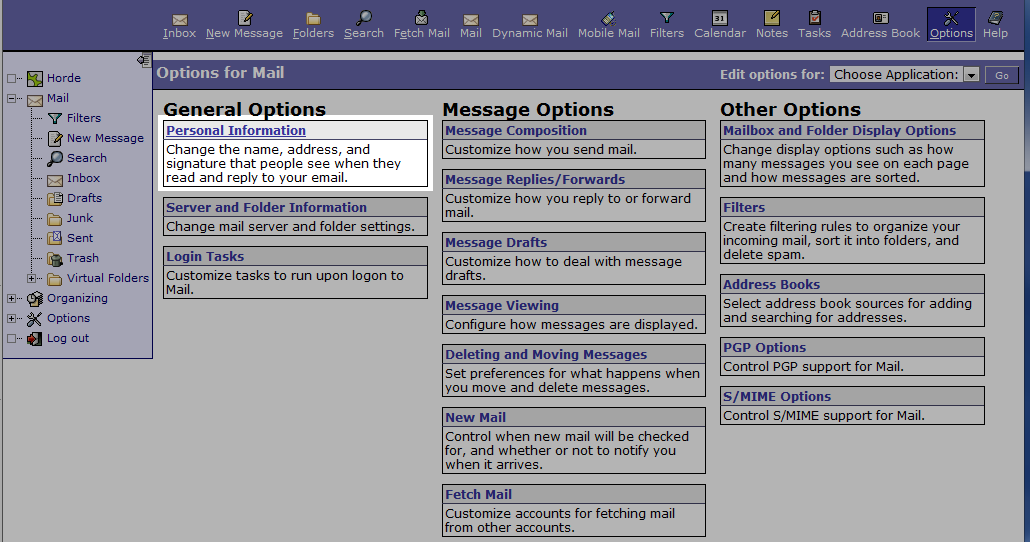 Inbox New Message Folders Search Fetch Mail Mail Dynamic Mail Mobile Mail Filters Calendar Notes Tasks Address Book Options Help
31
Horde
Mail
Filters
New Message
Search
Inbox
Drafts
Junk
Sent
Trash
Virtual Folders
Organizing
Options
Log out
Options for Mail
Edit options for: Choose Application: Go
General Options
Personal Information
Change the name, address, and
signature that people see when they
read and reply to your email.
Server and Folder Information
Change mail server and folder settings.
Login Tasks
Customize tasks to run upon logon to
Mail.
Message Options
Message Composition
Customize how you send mail.
Message Replies/Forwards
Customize how you reply to or forward
mail.
Message Drafts
Customize how to deal with message
drafts.
Message Viewing
Configure how messages are displayed.
Deleting and Moving Messages
Set preferences for what happens when
you move and delete messages.
New Mail
Control when new mail will be checked
for, and whether or not to notify you
when it arrives.
Fetch Mail
Customize accounts for fetching mail
from other accounts.
Other Options
Mailbox and Folder Display Options
Change display options such as how
many messages you see on each page
and how messages are sorted.
Filters
Create filtering rules to organize your
incoming mail, sort it into folders, and
delete spam.
Address Books
Select address book sources for adding
and searching for addresses.
PGP Options
Control PGP support for Mail.
S/MIME Options
Control S/MIME support for Mail.